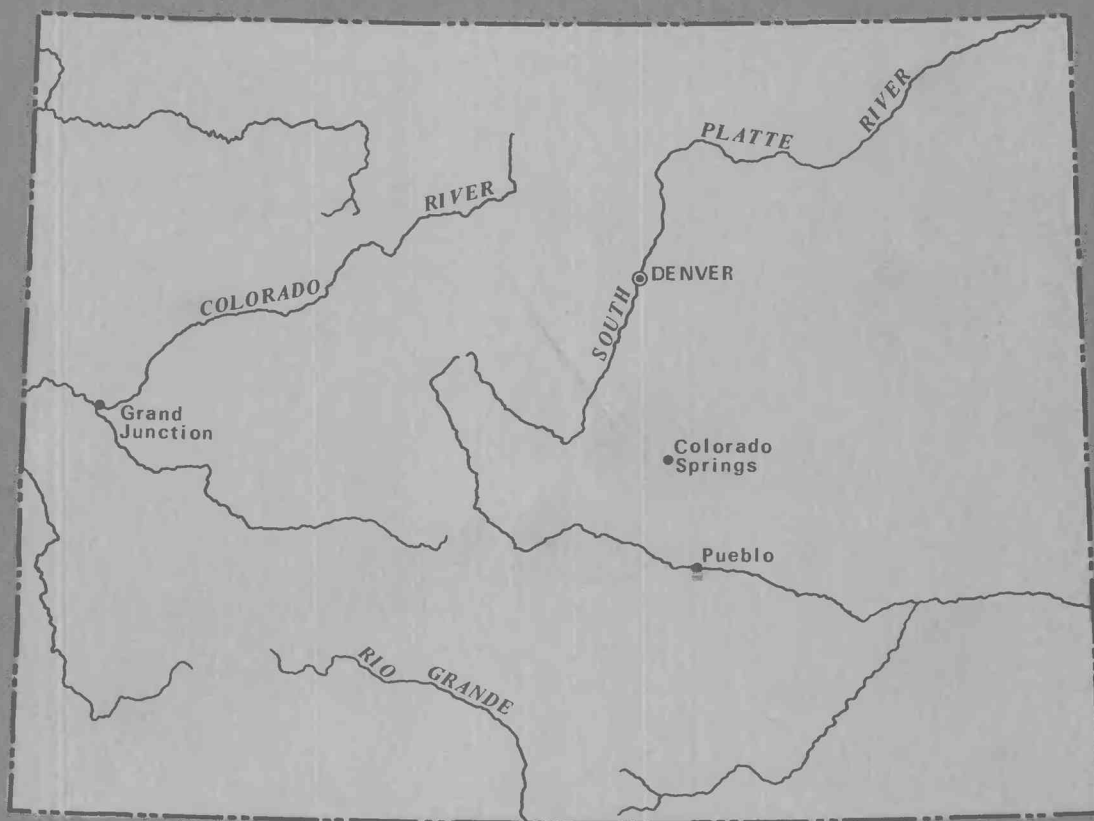 PLATTE RIVER
RIVER
COLORADO
DENVER
SOUTH
Grand
Junction
Colorado
Springs
Pueblo
RIO GRANDE